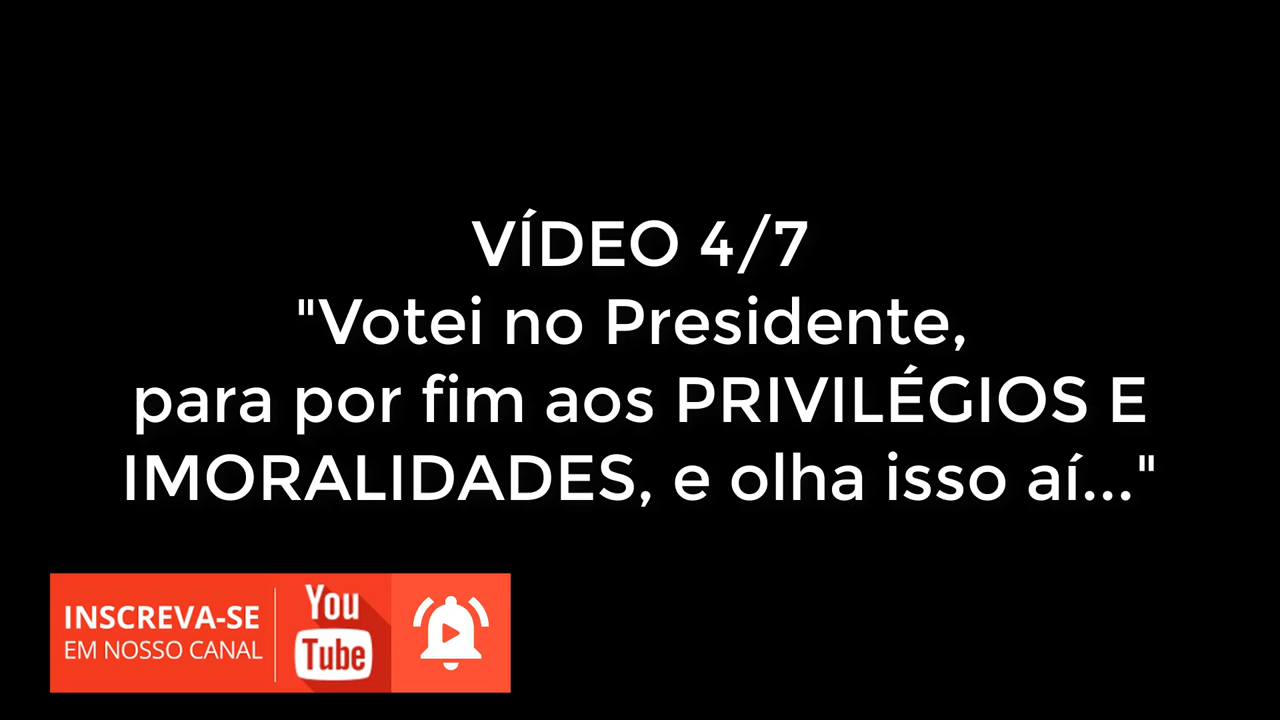 VÍDEO 4/7
"Votei no Presidente,
para por fim aos PRIVILÉGIOS E
IMORALIDADES, e olha isso aí..."
INSCREVA-SE
EM NOSSO CANAL
You
Tube